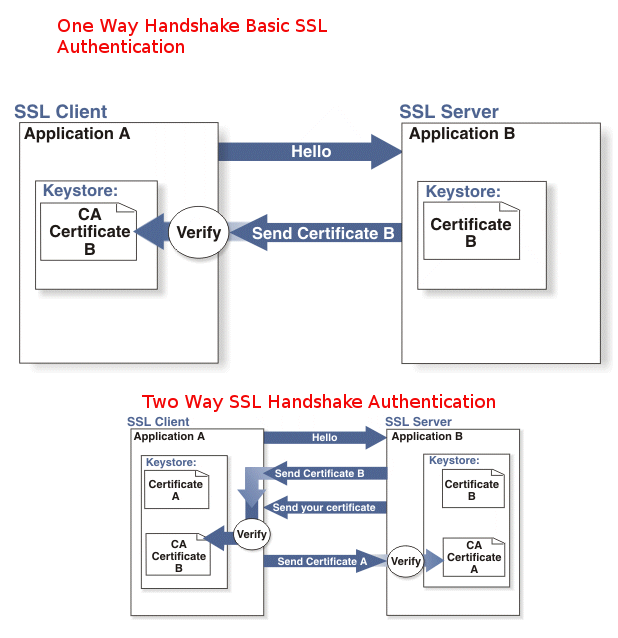 One Way Handshake Basic SSL
Authentication
SSL Client
SSL Server
Application A
Application B
Hello
Keystore:
Keystore:
CA
Certificate
B
Verify
Send Certificate B
Certificate
B
Two Way SSL Handshake Authentication
SSL Client
SSL Server
Application A
Application B
Hello
Keystore:
Keystore:
Certificate
A
Send Certificate B
Certificate
B
Send your certificate
Verify
CA
Certificate
B
Send Certificate A
Verify
CA
Certificate
A